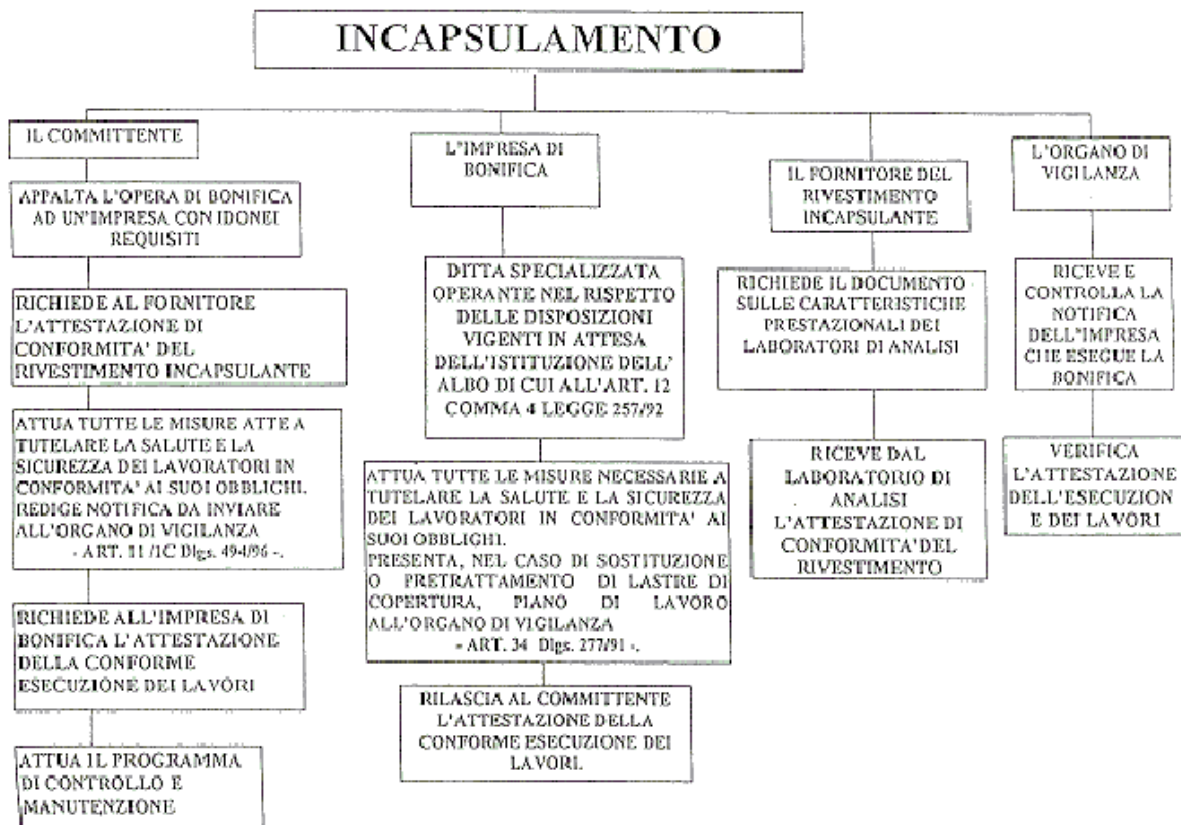 INCAPSULAMENTO
IL COMMITTENTE
APPALTA L'OPERA DI BONIFICA
AD UN'IMPRESA CON IDONEI
REQUISITI
RICHIEDE AL FORNITORE
L'ATTESTAZIONE DI
CONFORMITA' DEL
RIVESTIMENTO INCAPSULANTE
ATTUA TUTTE LE MISURE ATTE A
TUTELARE LA SALUTE E LA
SICUREZZA DEI LAVORATORI IN
CONFORMITA' AI SUOI OBBLIGHI.
REDIGE NOTIFICA DA INVIARE
ALL'ORGANO DI VIGILANZA
- ART. 11 /1C Dlgs. 494/96 -.
RICHIEDE ALL'IMPRESA DI
BONIFICA L'ATTESTAZIONE
DELLA CONFORME
ESECUZIONE DEI LAVORI
ATTUA IL PROGRAMMA
DI CONTROLLO E
MANUTENZIONE
L"IMPRESA DI
BONIFICA
DITTA SPECIALIZZATA
OPERANTE NEL RISPETTO
DELLE DISPOSIZIONI
VIGENTI IN ATTESA
DELL'ISTITUZIONE DELL'
ALBO DI CUI ALL'ART. 12
COMMA 4 LEGGE 257/92
ATTUA TUTTE LE MISURE NECESSARIE A
TUTELARE LA SALUTE E LA SICUREZZA
DEI LAVORATORI IN CONFORMITA' AI
SUOI OBBLIGHI.
PRESENTA, NEL CASO DI SOSTITUZIONE
O PRETRATTAMENTO DI LASTRE DI
COPERTURA, PIANO DI LAVORO
ALL'ORGANO DI VIGILANZA
- ART. 34 Dlgs. 277/91 -.
RILASCIA AL COMMITTENTE
L'ATTESTAZIONE DELLA
CONFORME ESECUZIONE DEI
LAVORI.
IL FORNITORE DEL
RIVESTIMENTO
INCAPSULANTE
RICHIEDE IL DOCUMENTO
SULLE CARATTERISTICHE
PRESTAZIONALI DEI
LABORATORI DI ANALISI
RICEVE DAL
LABORATORIO DI
ANALISI
L'ATTESTAZIONE DI
CONFORMITA'DEL
RIVESTIMENTO
L'ORGANO DI
VIGILANZA
RICEVE E
CONTROLLA LA
NOTIFICA
DELL"IMPRESA
CHE ESEGUE LA
BONIFICA
VERIFICA
L'ATTESTAZIONE
DELL'ESECUZION
E DEI LAVORI